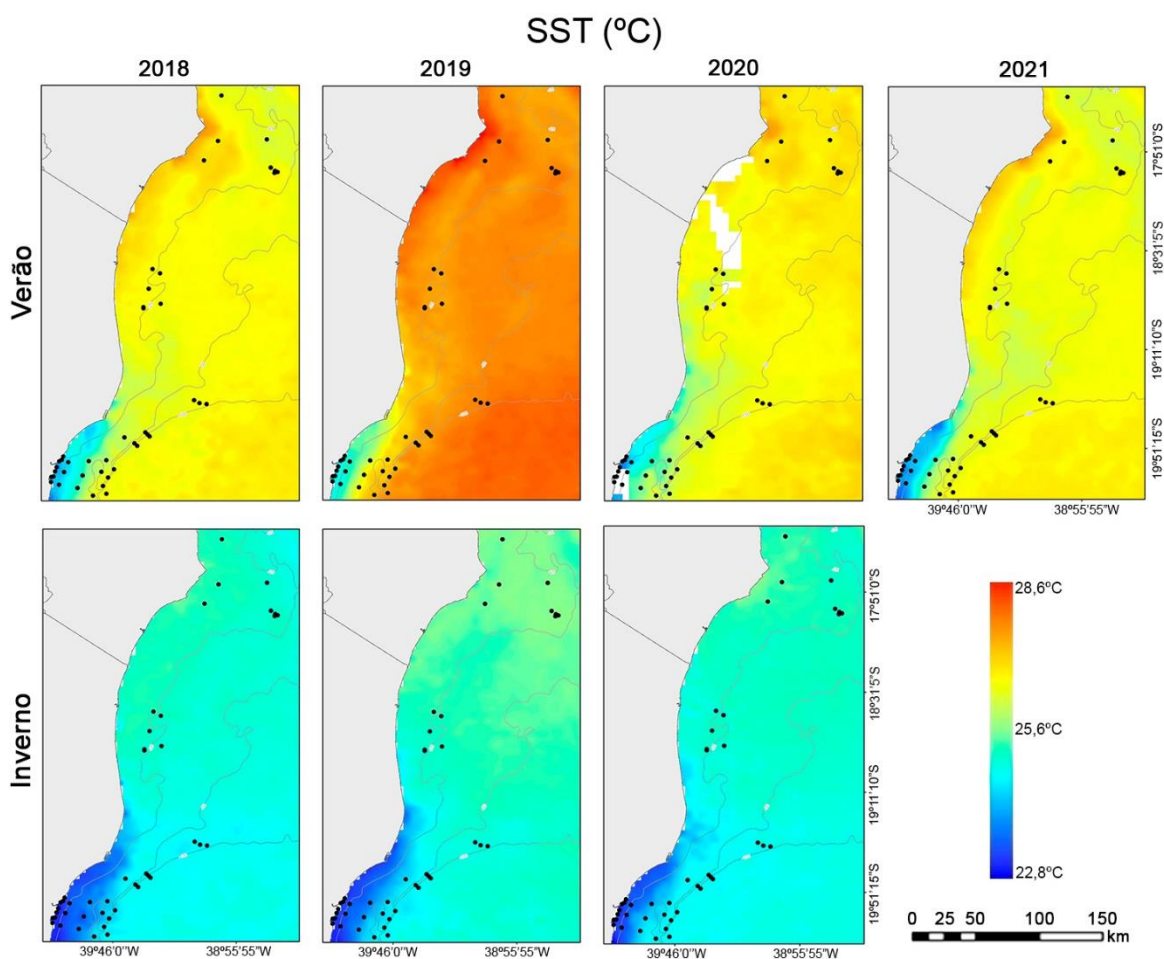 SST (ºC)
2018
2019
2020
2021
Verão
17º51'0"S
18º31'5"S
19º11'10"S
19º51'15"S
39º46'0"W
38º55'55"W
Inverno
17º51'0"S
18º31'5"S
19º11'10"S
19º51'15"S
39º46'0"W
38º55'55"W
39º46'0"W
38º55'55"W
39º46'0"W
38º55'55"W
28,6ºC
25,6ºC
22,8ºC
0 25 50 100 150
km